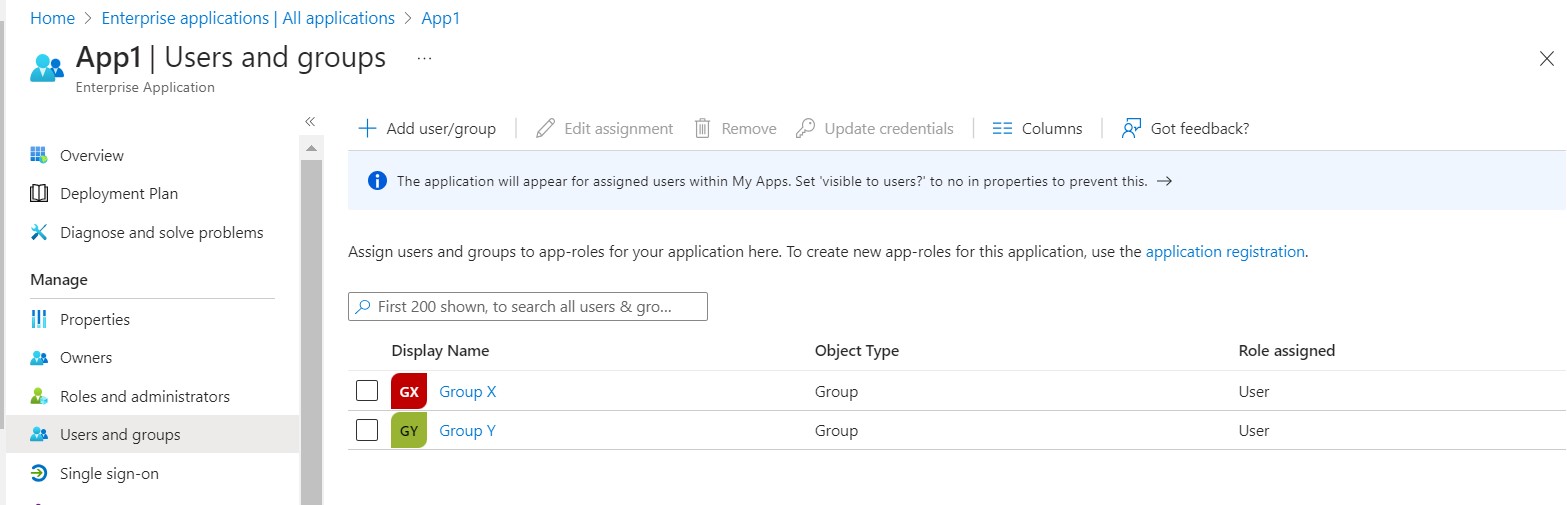 Home > Enterprise applications | All applications > App1
App1 | Users and groups ...
Enterprise Application
«
Add user/group
Edit assignment
Remove
Update credentials
Columns
Got feedback?
Overview
Deployment Plan
Diagnose and solve problems
Manage
Properties
Owners
Roles and administrators
Users and groups
Single sign-on
The application will appear for assigned users within My Apps. Set 'visible to users?' to no in properties to prevent this. →
Assign users and groups to app-roles for your application here. To create new app-roles for this application, use the application registration.
First 200 shown, to search all users & gro...
Display Name Object Type Role assigned
GX Group X Group User
GY Group Y Group User